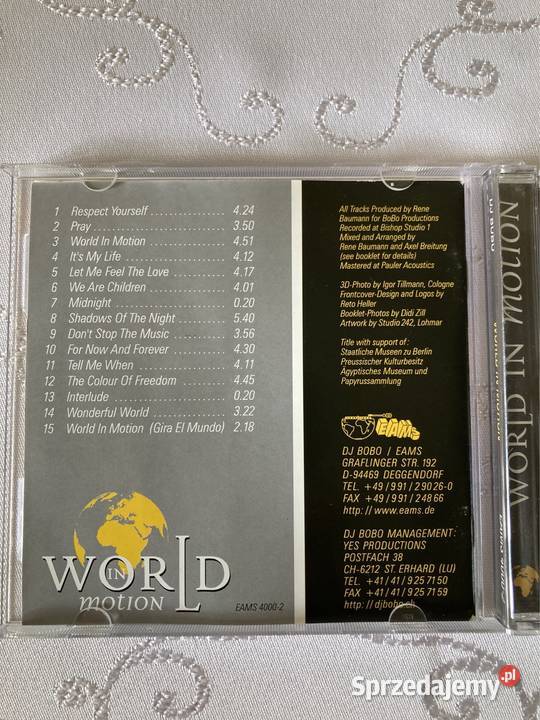 1 Respect Yourself .................. 4.24
2 Pray .................................. 3.50
3 World In Motion .................. 4.51
4 It's My Life ........................ 4.12
5 Let Me Feel The Love .......... 4.17
6 We Are Children ................. 4.01
7 Midnight ........................... 0.20
8 Shadows Of The Night ......... 5.40
9 Don't Stop The Music .......... 3.56
10 For Now And Forever .......... 4.30
11 Tell Me When .................... 4.11
12 The Colour Of Freedom ....... 4.45
13 Interlude .......................... 0.20
14 Wonderful World ................ 3.22
15 World In Motion (Gira El Mundo) 2.18
WORLD
IN
motion
EAMS 4000-2
All Tracks Produced by Rene
Baumann for BoBo Productions
Recorded at Bishop Studio 1
Mixed and Arranged by
Rene Baumann and Axel Breitung
(see booklet for details)
Mastered at Pauler Acoustics
3D-Photo by Igor Tillmann, Cologne
Frontcover-Design and Logos by
Reto Heller
Booklet-Photos by Didi Zill
Artwork by Studio 242, Lohmar
Title with support of:
Staatliche Museen zu Berlin
Preussischer Kulturbesitz
Ägyptisches Museum und
Papyrussammlung
EAMS
DJ BOBO / EAMS
GRAFLINGER STR. 192
D-94469 DEGGENDORF
TEL. +49/991/29026-0
FAX +49/991/24866
http://www.eams.de
DJ BOBO MANAGEMENT:
YES PRODUCTIONS
POSTFACH 38
CH-6212 ST. ERHARD (LU)
TEL. +41/41/9257150
FAX +41/41/9257159
http://djbobo.ch
DJ BOBO
WORLD IN MOTION
WORLD IN motion
Sprzedajemy.pl